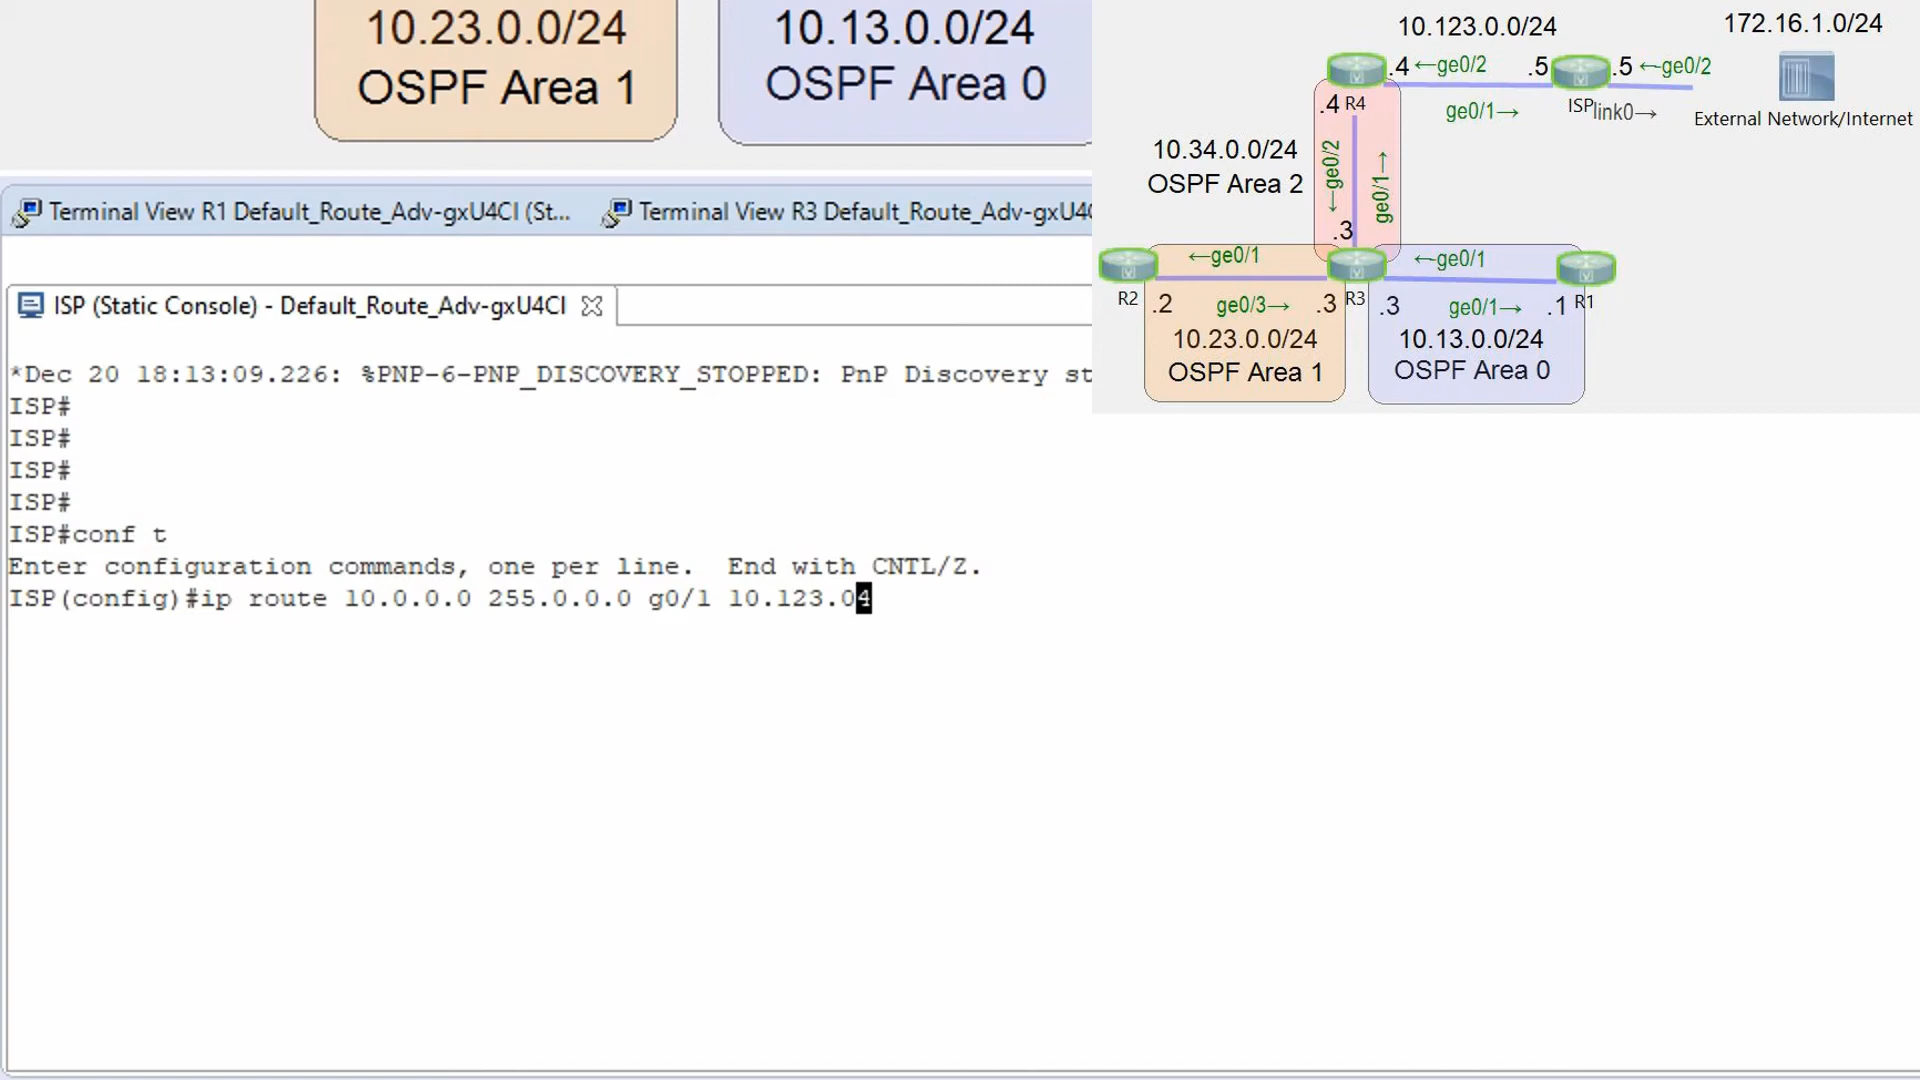 10.23.0.0/24
OSPF Area 1
10.13.0.0/24
OSPF Area 0
Terminal View R1 Default_Route_Adv-gxU4CI (St...
Terminal View R3 Default_Route_Adv-gxU4
ISP (Static Console) - Default_Route_Adv-gxU4CI
*Dec 20 18:13:09.226: %PNP-6-PNP_DISCOVERY_STOPPED: PnP Discovery st
ISP#
ISP#
ISP#
ISP#
ISP#conf t
Enter configuration commands, one per line.  End with CNTL/Z.
ISP(config)#ip route 10.0.0.0 255.0.0.0 g0/1 10.123.04
10.123.0.0/24
172.16.1.0/24
.4 ←ge0/2
.5
.5 ←ge0/2
ge0/1→
ISP
link0→
External Network/Internet
.4 R4
10.34.0.0/24
OSPF Area 2
←ge0/2
ge0/1→
.3
←ge0/1
←ge0/1
R2
.2
ge0/3→
.3
R3
.3
ge0/1→
.1
R1
10.23.0.0/24
OSPF Area 1
10.13.0.0/24
OSPF Area 0